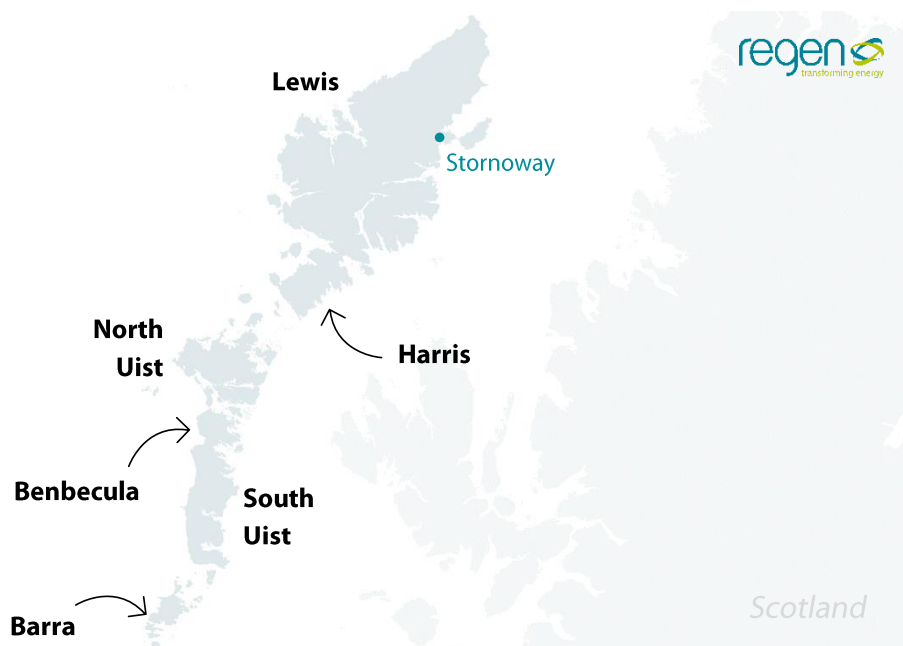 regen
transforming energy
Lewis
Stornoway
North
Uist
Harris
Benbecula
South
Uist
Scotland
Barra